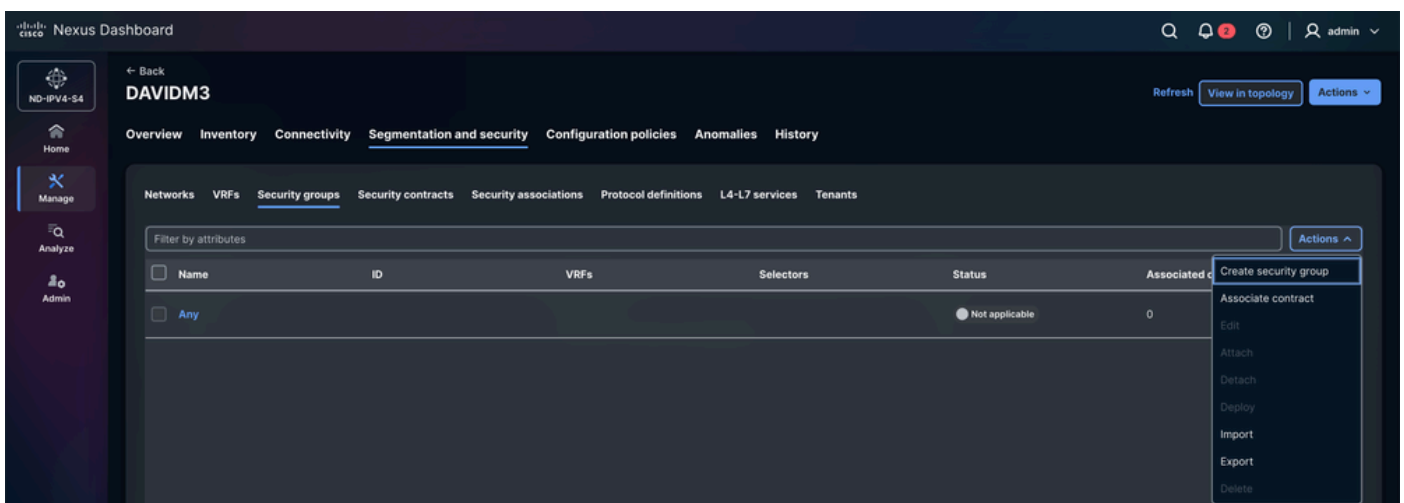 cisco Nexus Dashboard
2
admin
ND-IPV4-S4
Home
Manage
Analyze
Admin
← Back
DAVIDM3
Refresh View in topology Actions
Overview Inventory Connectivity Segmentation and security Configuration policies Anomalies History
Networks VRFs Security groups Security contracts Security associations Protocol definitions L4-L7 services Tenants
Filter by attributes
Actions
Name ID VRFs Selectors Status Associated c
Any Not applicable 0
Create security group
Associate contract
Edit
Attach
Detach
Deploy
Import
Export
Delete